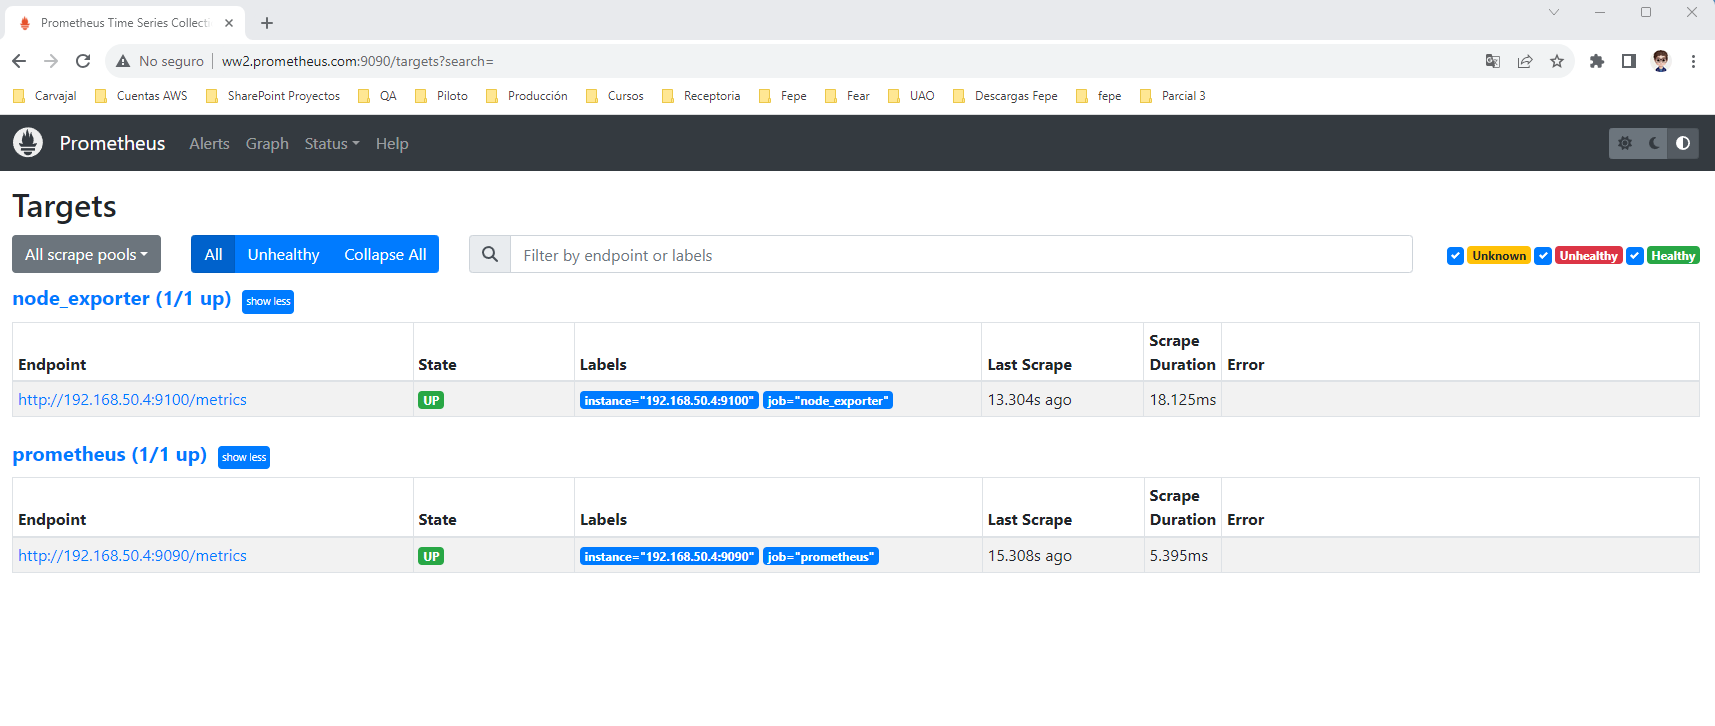 Prometheus Time Series Collecti
No seguro ww2.prometheus.com:9090/targets?search=
Carvajal Cuentas AWS SharePoint Proyectos QA Piloto Producción Cursos Receptoria Fepe Fear UAO Descargas Fepe fepe Parcial 3
Prometheus Alerts Graph Status Help
Targets
All scrape pools All Unhealthy Collapse All Filter by endpoint or labels Unknown Unhealthy Healthy
node_exporter (1/1 up) show less
Endpoint State Labels Last Scrape Scrape Duration Error
http://192.168.50.4:9100/metrics UP instance="192.168.50.4:9100" job="node_exporter" 13.304s ago 18.125ms
prometheus (1/1 up) show less
Endpoint State Labels Last Scrape Scrape Duration Error
http://192.168.50.4:9090/metrics UP instance="192.168.50.4:9090" job="prometheus" 15.308s ago 5.395ms